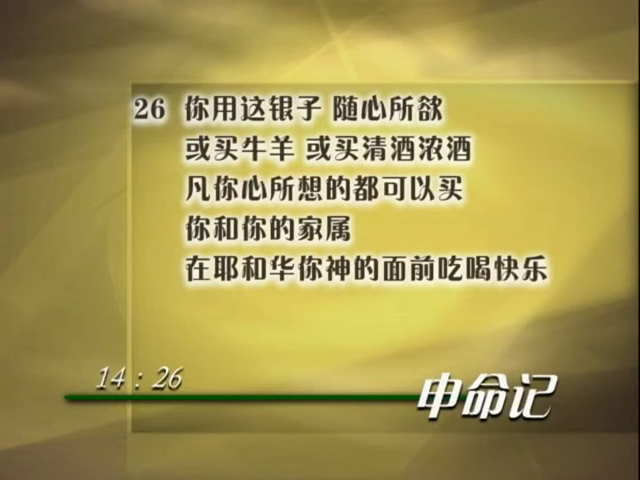 26 你用这银子 随心所欲
或买牛羊 或买清酒浓酒
凡你心所想的都可以买
你和你的家属
在耶和华你神的面前吃喝快乐
14：26
申命记